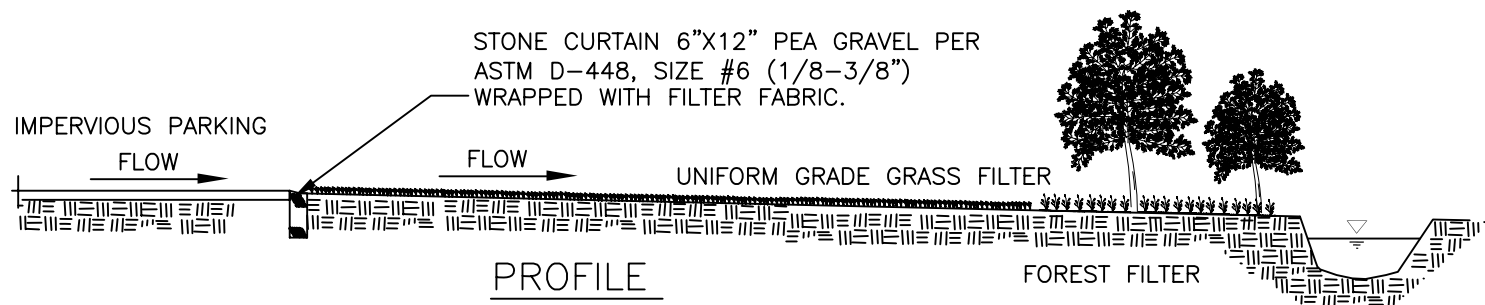 STONE CURTAIN 6”X12” PEA GRAVEL PER
ASTM D–448, SIZE #6 (1/8–3/8”)
WRAPPED WITH FILTER FABRIC.
IMPERVIOUS PARKING
FLOW
FLOW
UNIFORM GRADE GRASS FILTER
FOREST FILTER
PROFILE